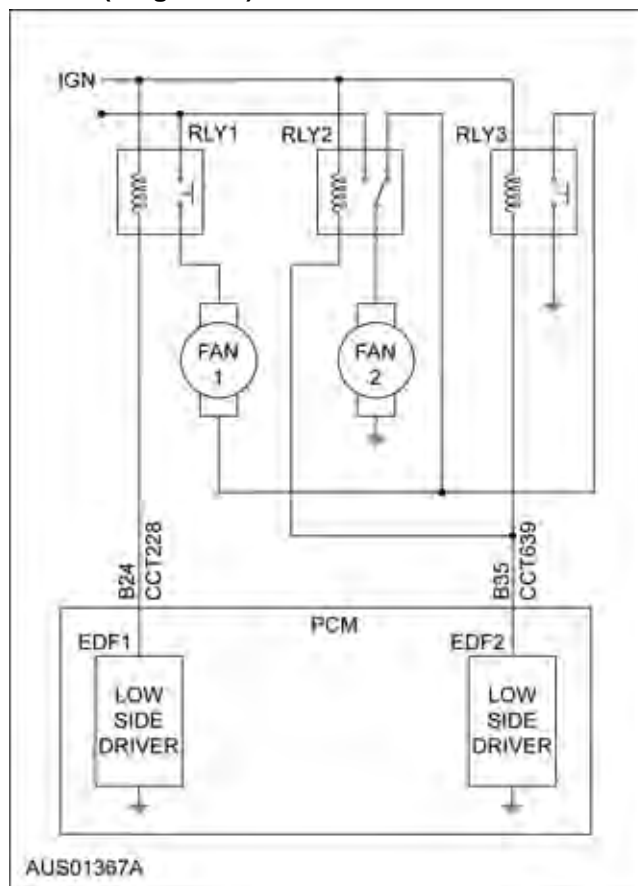 IGN
RLY1
RLY2
RLY3
FAN
1
FAN
2
B24
CCT228
B35
CCT639
PCM
EDF1
EDF2
LOW
SIDE
DRIVER
LOW
SIDE
DRIVER
AUS01367A